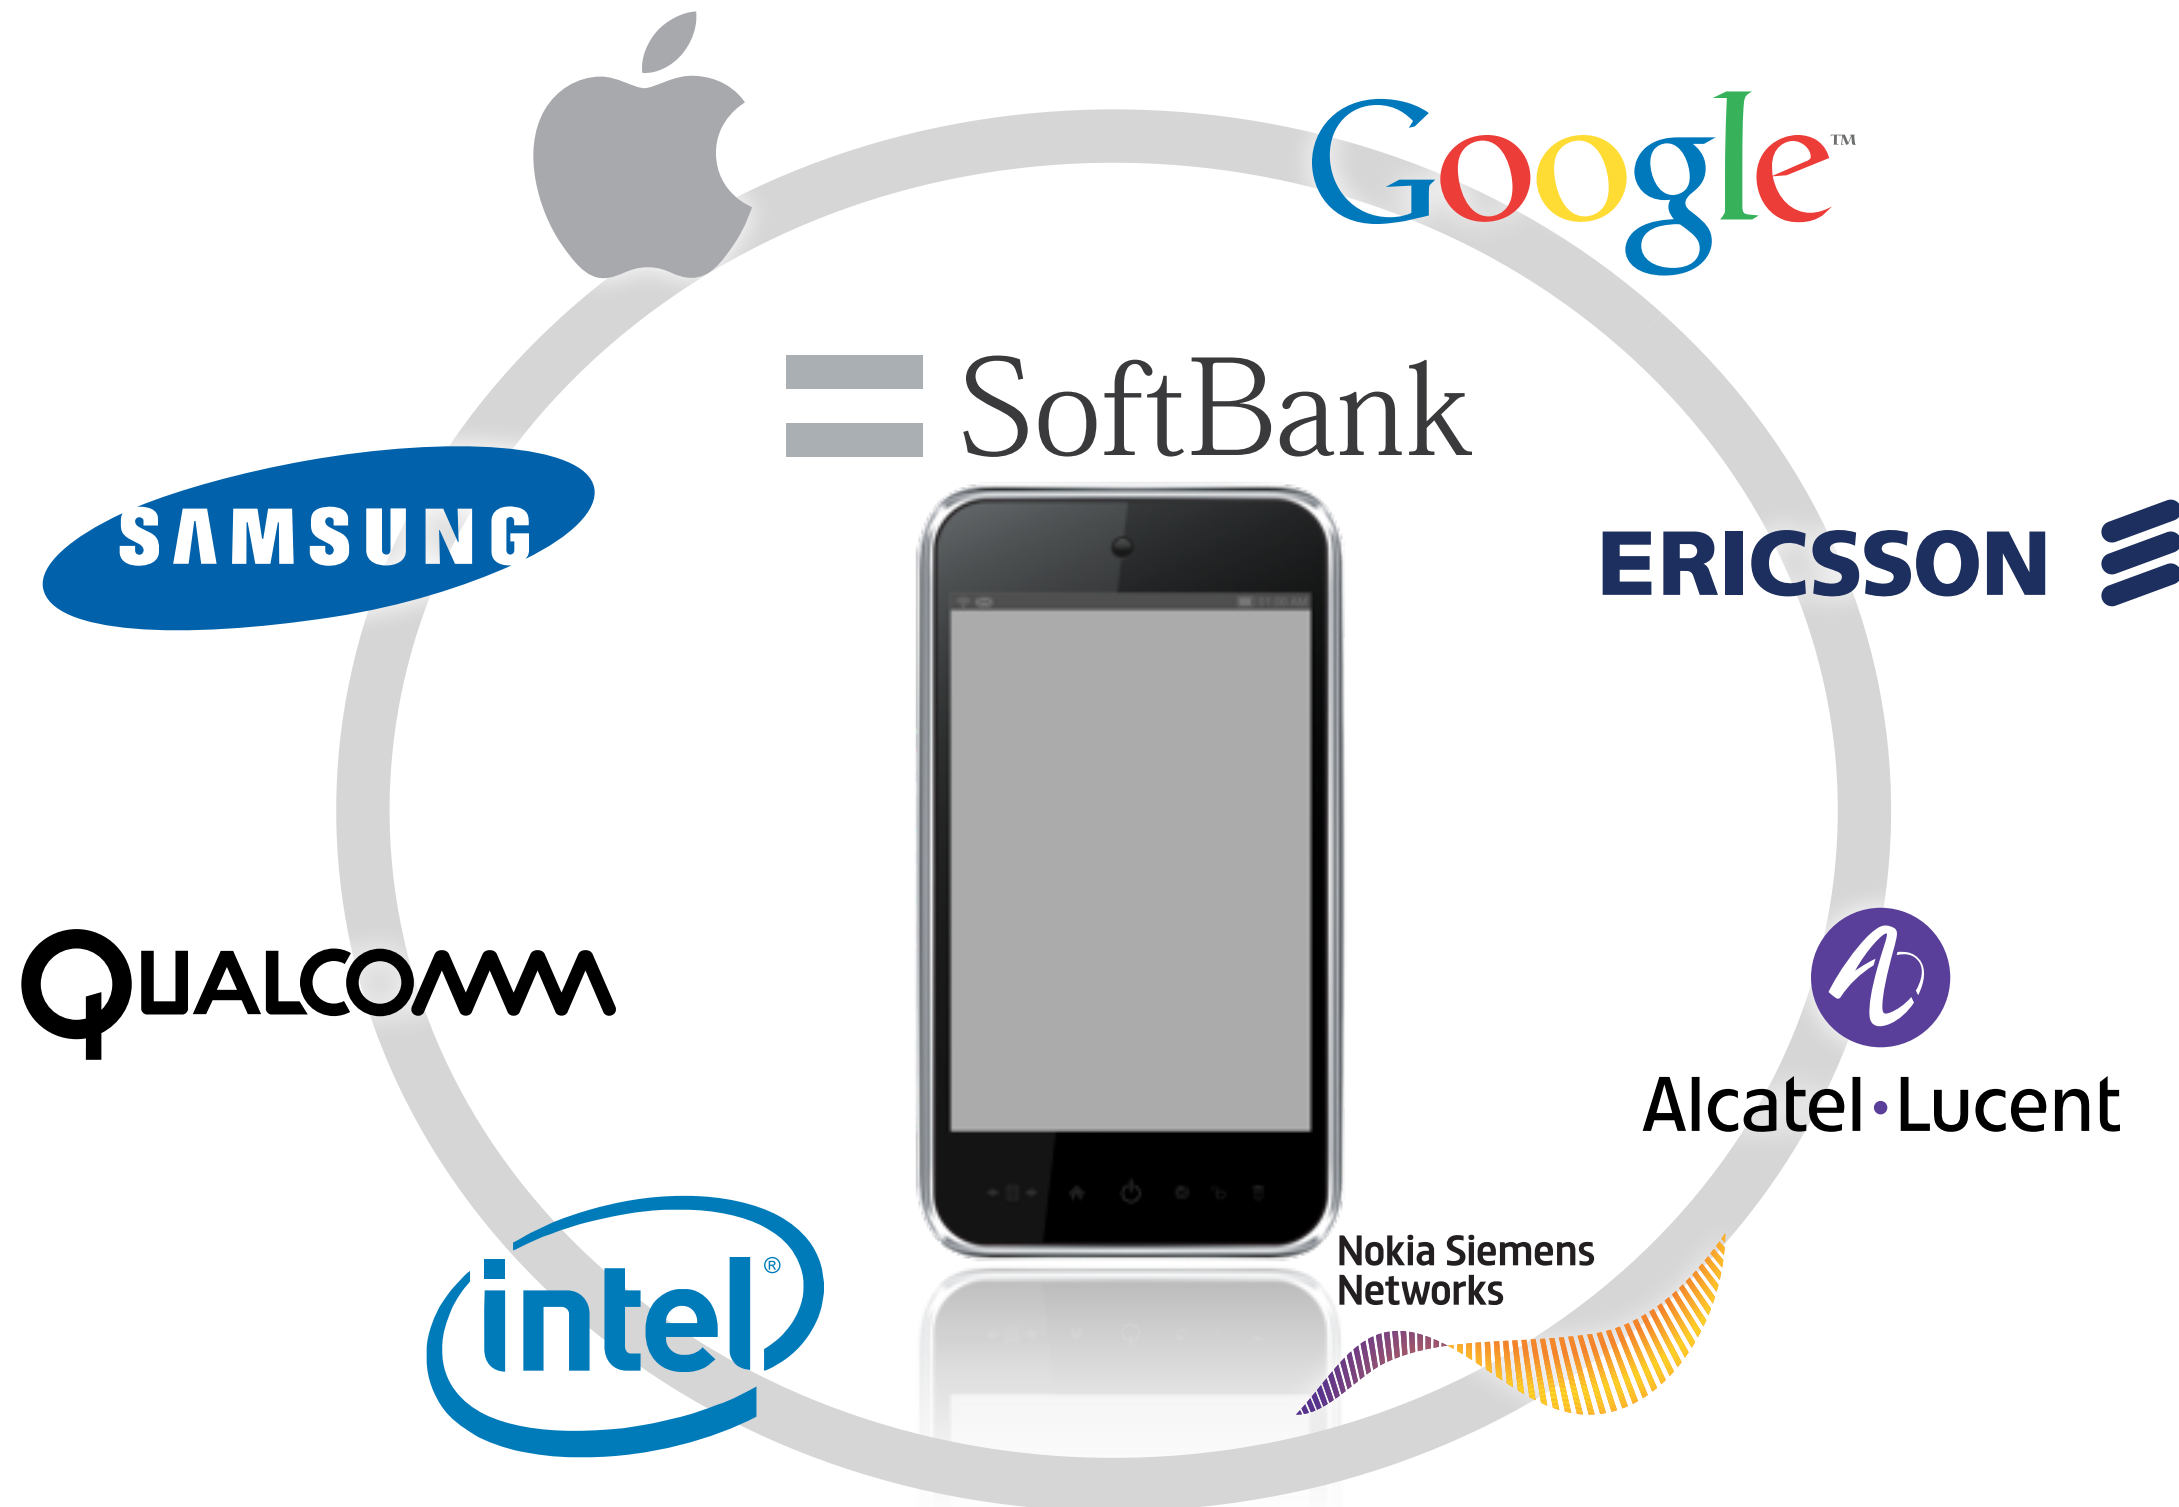 Google™
SoftBank
SAMSUNG
ERICSSON
QUALCOMM
Alcatel·Lucent
intel®
Nokia Siemens
Networks